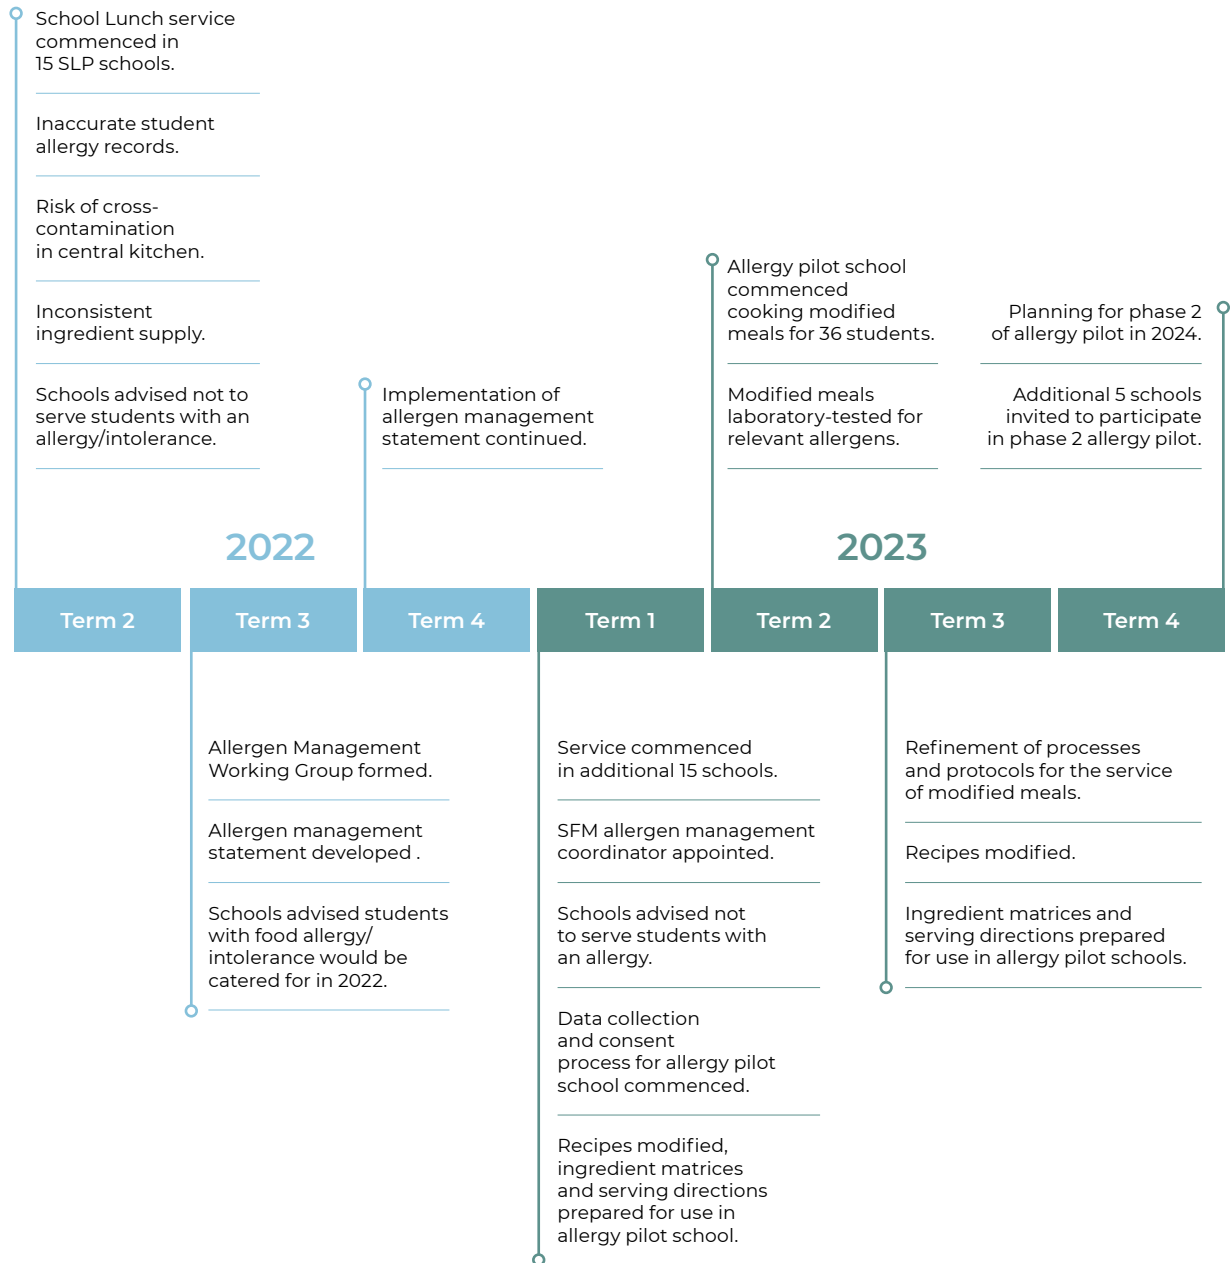 School Lunch service
commenced in
15 SLP schools.
Inaccurate student
allergy records.
Risk of cross-
contamination
in central kitchen.
Inconsistent
ingredient supply.
Schools advised not to
serve students with an
allergy/intolerance.
Implementation of
allergen management
statement continued.
Allergy pilot school
commenced
cooking modified
meals for 36 students.
Modified meals
laboratory-tested for
relevant allergens.
Planning for phase 2
of allergy pilot in 2024.
Additional 5 schools
invited to participate
in phase 2 allergy pilot.
2022
2023
Term 2
Term 3
Term 4
Term 1
Term 2
Term 3
Term 4
Allergen Management
Working Group formed.
Allergen management
statement developed .
Schools advised students
with food allergy/
intolerance would be
catered for in 2022.
Service commenced
in additional 15 schools.
SFM allergen management
coordinator appointed.
Schools advised not
to serve students with
an allergy.
Data collection
and consent
process for allergy pilot
school commenced.
Recipes modified,
ingredient matrices
and serving directions
prepared for use in
allergy pilot school.
Refinement of processes
and protocols for the service
of modified meals.
Recipes modified.
Ingredient matrices and
serving directions prepared
for use in allergy pilot schools.